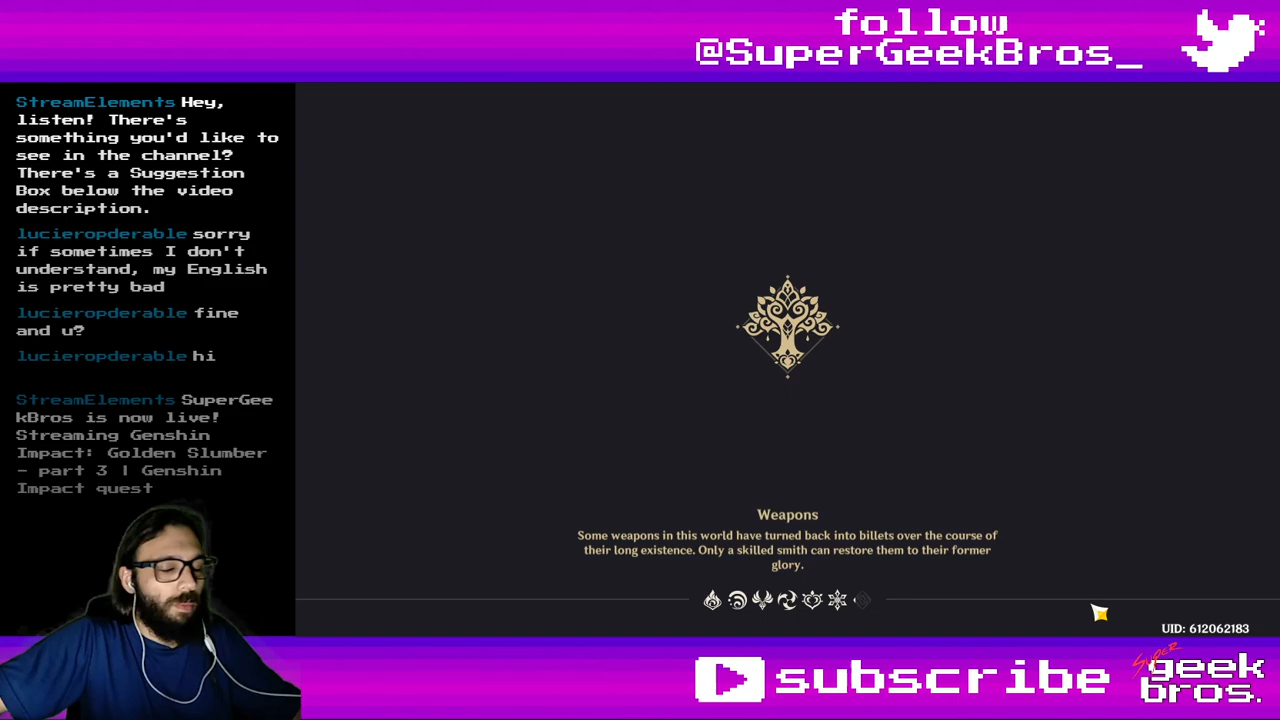 follow
@SuperGeekBros_
StreamElements Hey,
listen! There's
something you'd like to
see in the channel?
There's a Suggestion
Box below the video
description.
lucieropderable sorry
if sometimes I don't
understand, my English
is pretty bad
lucieropderable fine
and u?
lucieropderable hi
StreamElements SuperGee
kBros is now live!
Streaming Genshin
Impact: Golden Slumber
- part 3 | Genshin
Impact quest
Weapons
Some weapons in this world have turned back into billets over the course of
their long existence. Only a skilled smith can restore them to their former
glory.
UID: 612062183
subscribe
SUPER
geek
bros.